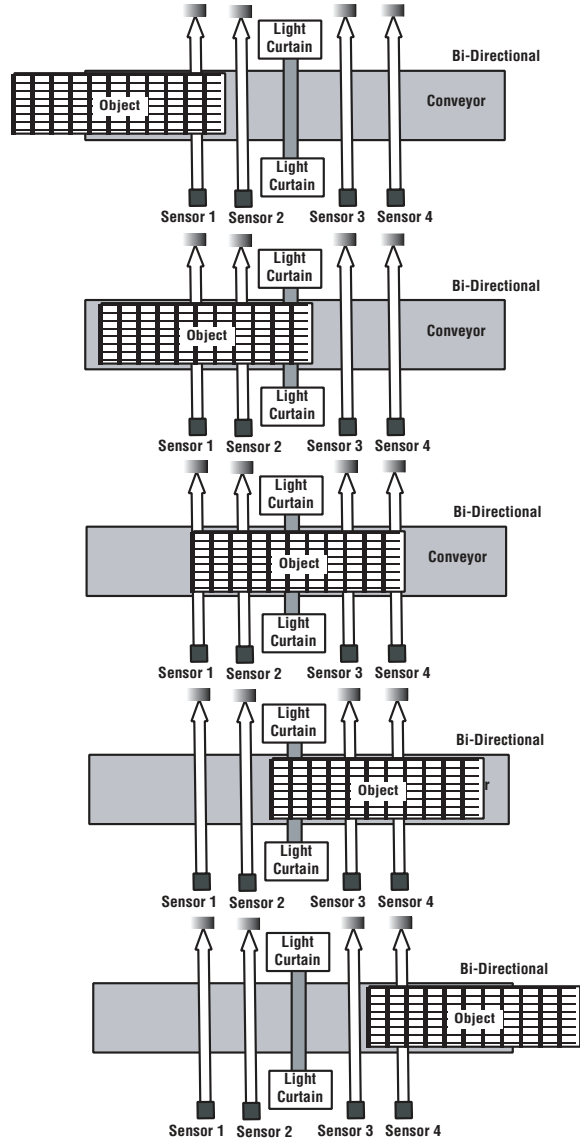 Light
Curtain
Bi-Directional
Object
Conveyor
Light
Curtain
Sensor 1 Sensor 2 Sensor 3 Sensor 4
Light
Curtain
Bi-Directional
Object
Conveyor
Light
Curtain
Sensor 1 Sensor 2 Sensor 3 Sensor 4
Light
Curtain
Bi-Directional
Object
Conveyor
Light
Curtain
Sensor 1 Sensor 2 Sensor 3 Sensor 4
Light
Curtain
Bi-Directional
Object
r
Light
Curtain
Sensor 1 Sensor 2 Sensor 3 Sensor 4
Light
Curtain
Bi-Directional
Object
Light
Curtain
Sensor 1 Sensor 2 Sensor 3 Sensor 4